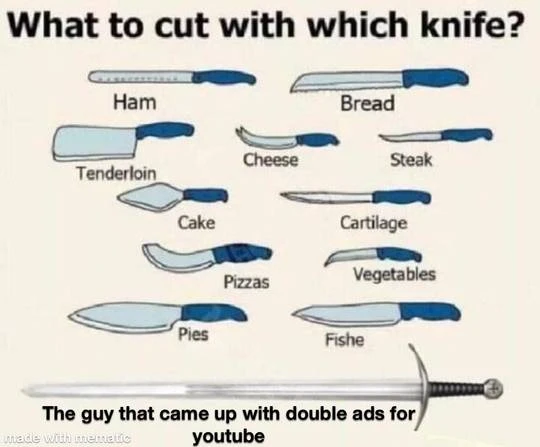 What to cut with which knife?
Ham
Bread
Tenderloin
Cheese
Steak
Cake
Cartilage
Pizzas
Vegetables
Pies
Fishe
The guy that came up with double ads for
youtube
made with mematic